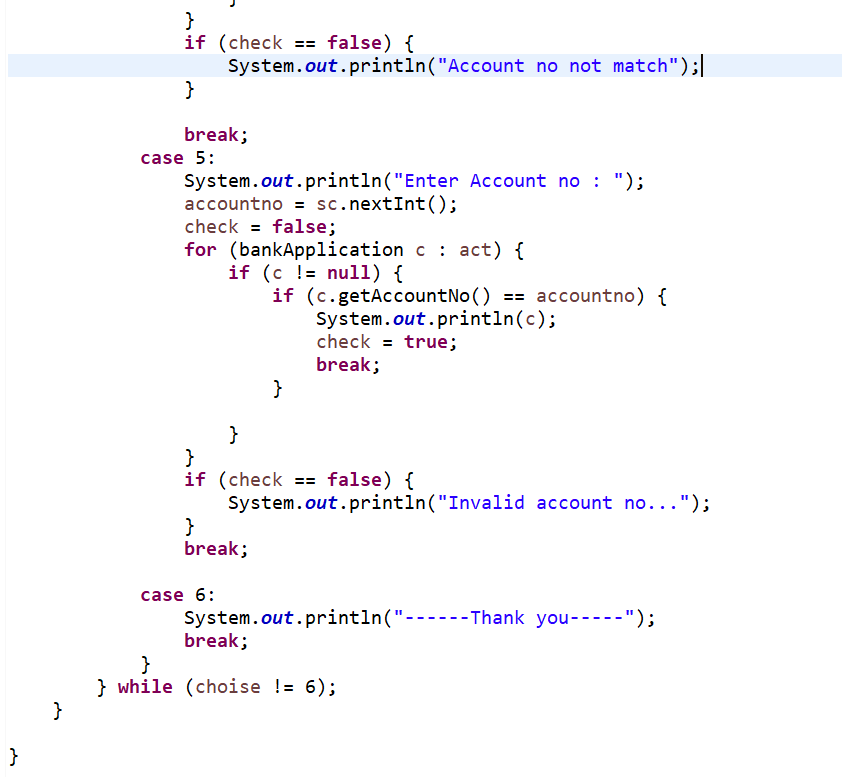 }
}
if (check == false) {
System.out.println("Account no not match");
}
break;
case 5:
System.out.println("Enter Account no : ");
accountno = sc.nextInt();
check = false;
for (bankApplication c : act) {
if (c != null) {
if (c.getAccountNo() == accountno) {
System.out.println(c);
check = true;
break;
}
}
}
if (check == false) {
System.out.println("Invalid account no...");
}
break;
case 6:
System.out.println("------Thank you-----");
break;
}
} while (choise != 6);
}
}